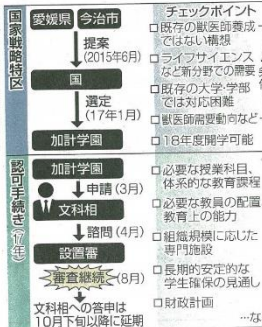 国家戦略特区
愛媛県 今治市
提案
(2015年6月)
国
選定
(17年1月)
加計学園
チェックポイント
□既存の獣医師養成
ではない構想
□ライフサイエンス
など新分野での需要
□既存の大学・学部
では対応困難
□獣医師需要動向など
□18年度開学可能
認可手続き(17年)
加計学園
申請(3月)
文科相
諮問(4月)
設置審
審査継続(8月)
文科相への答申は
10月下旬以降に延期
□必要な授業科目、
体系的な教育課程
□必要な教員の配置
教育上の能力
□組織規模に応じた
専門施設
□長期的安定的な
学生確保の見通し
□財政計画
…な